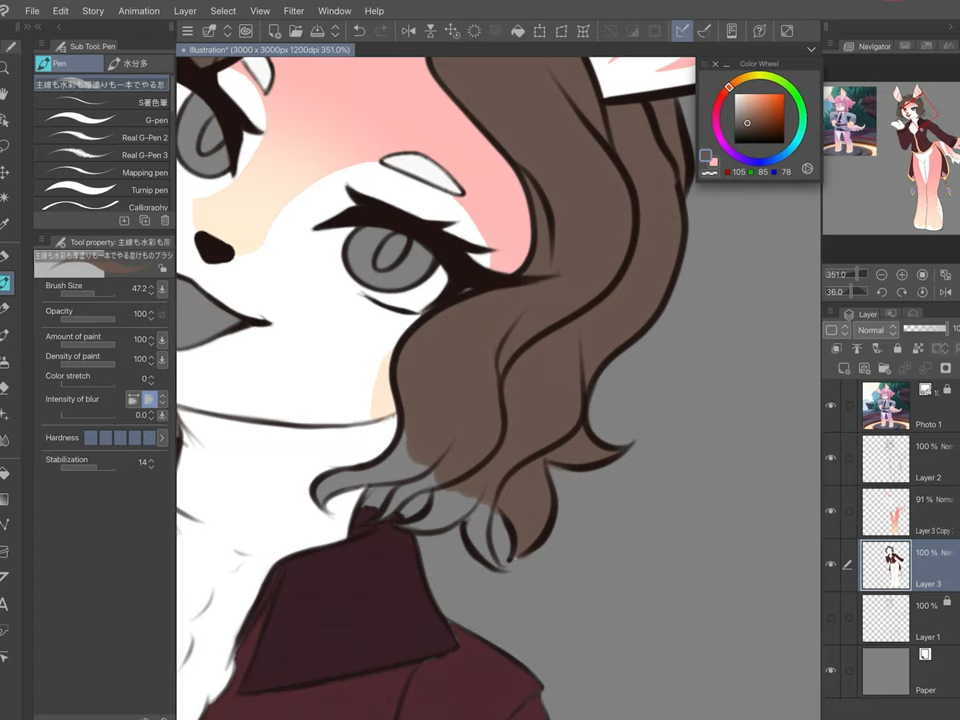 File Edit Story Animation Layer Select View Filter Window Help
Sub Tool: Pen
Illustration* (3000 x 3000px 1200dpi 351.0%)
Navigator
Color Wheel
Pen 水分多
S著色筆
G-pen
Real G-Pen 2
Real G-Pen 3
Mapping pen
Turnip pen
Calligraphy
105 85 78
Tool property:
Brush Size 47.2
Opacity 100
Amount of paint 100
Density of paint 100
Color stretch 0
Intensity of blur
0.0
Hardness
Stabilization 14
351.0
36.0
Layer
Normal
Photo 1
100 %
Layer 2
91 %
Layer 3 Copy
100 %
Layer 3
100 %
Layer 1
Paper